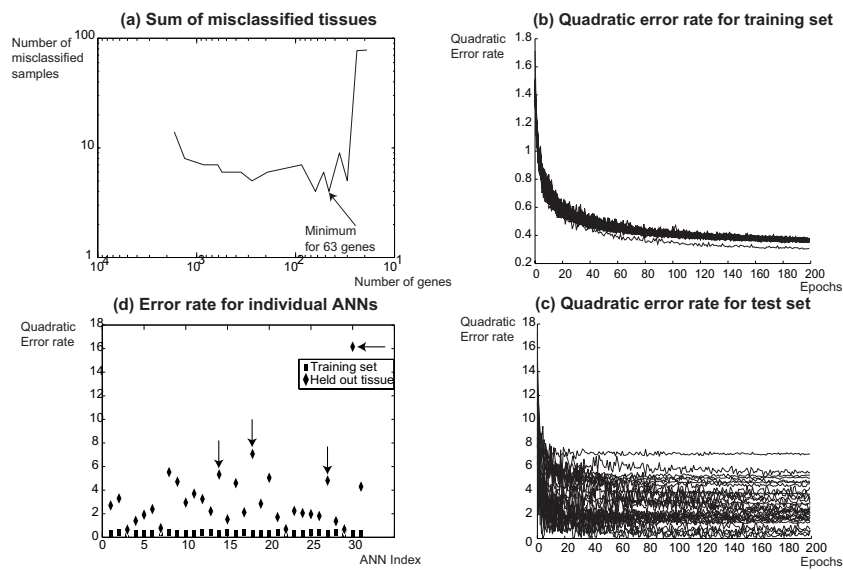 (a) Sum of misclassified tissues
Number of
misclassified
samples
100
10
1
10^4
10^3
10^2
10^1
Minimum
for 63 genes
Number of genes
(b) Quadratic error rate for training set
Quadratic
Error rate
1.8
1.6
1.4
1.2
1
0.8
0.6
0.4
0.2
0 20 40 60 80 100 120 140 160 180 200
Epochs
(d) Error rate for individual ANNs
Quadratic
Error rate
18
16
14
12
10
8
6
4
2
0
Training set
Held out tissue
0 5 10 15 20 25 30
ANN Index
(c) Quadratic error rate for test set
Quadratic
Error rate
18
16
14
12
10
8
6
4
2
0
0 20 40 60 80 100 120 140 160 180 200
Epochs